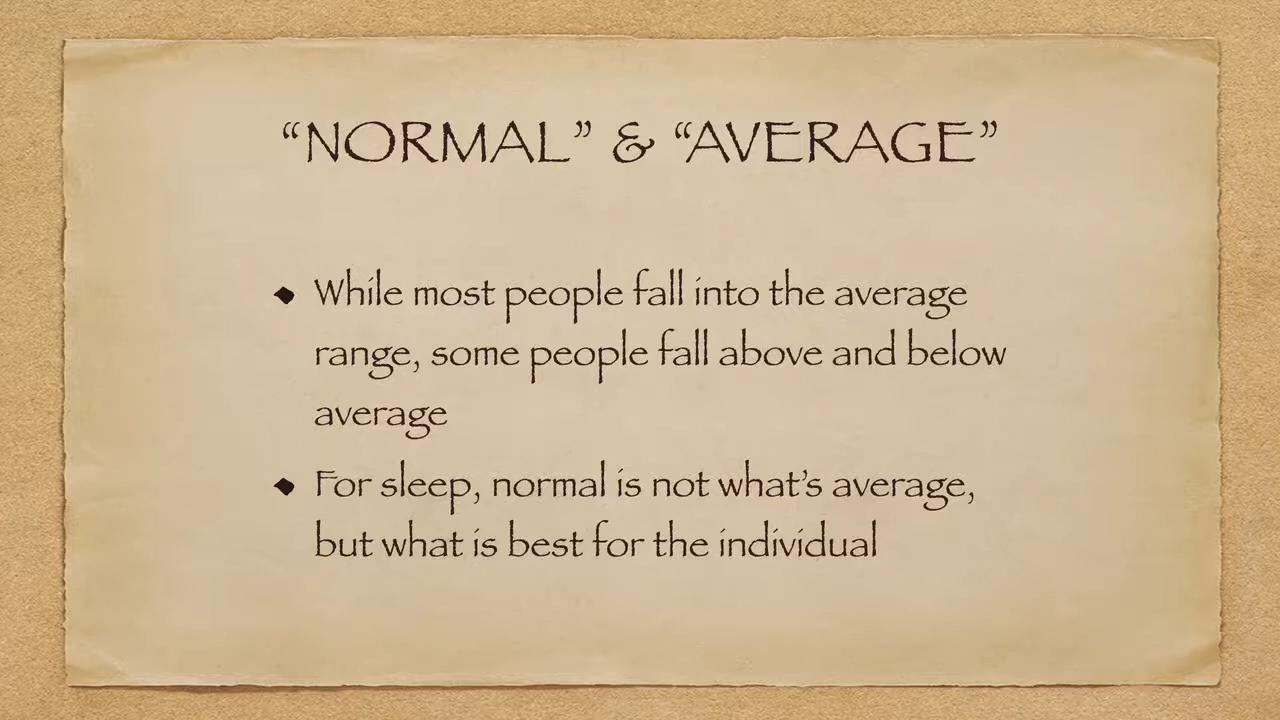 “NORMAL” & “AVERAGE”
◆ While most people fall into the average
range, some people fall above and below
average
◆ For sleep, normal is not what’s average,
but what is best for the individual